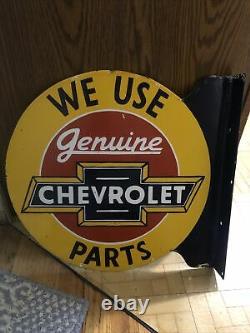 WE USE
Genuine
CHEVROLET
PARTS